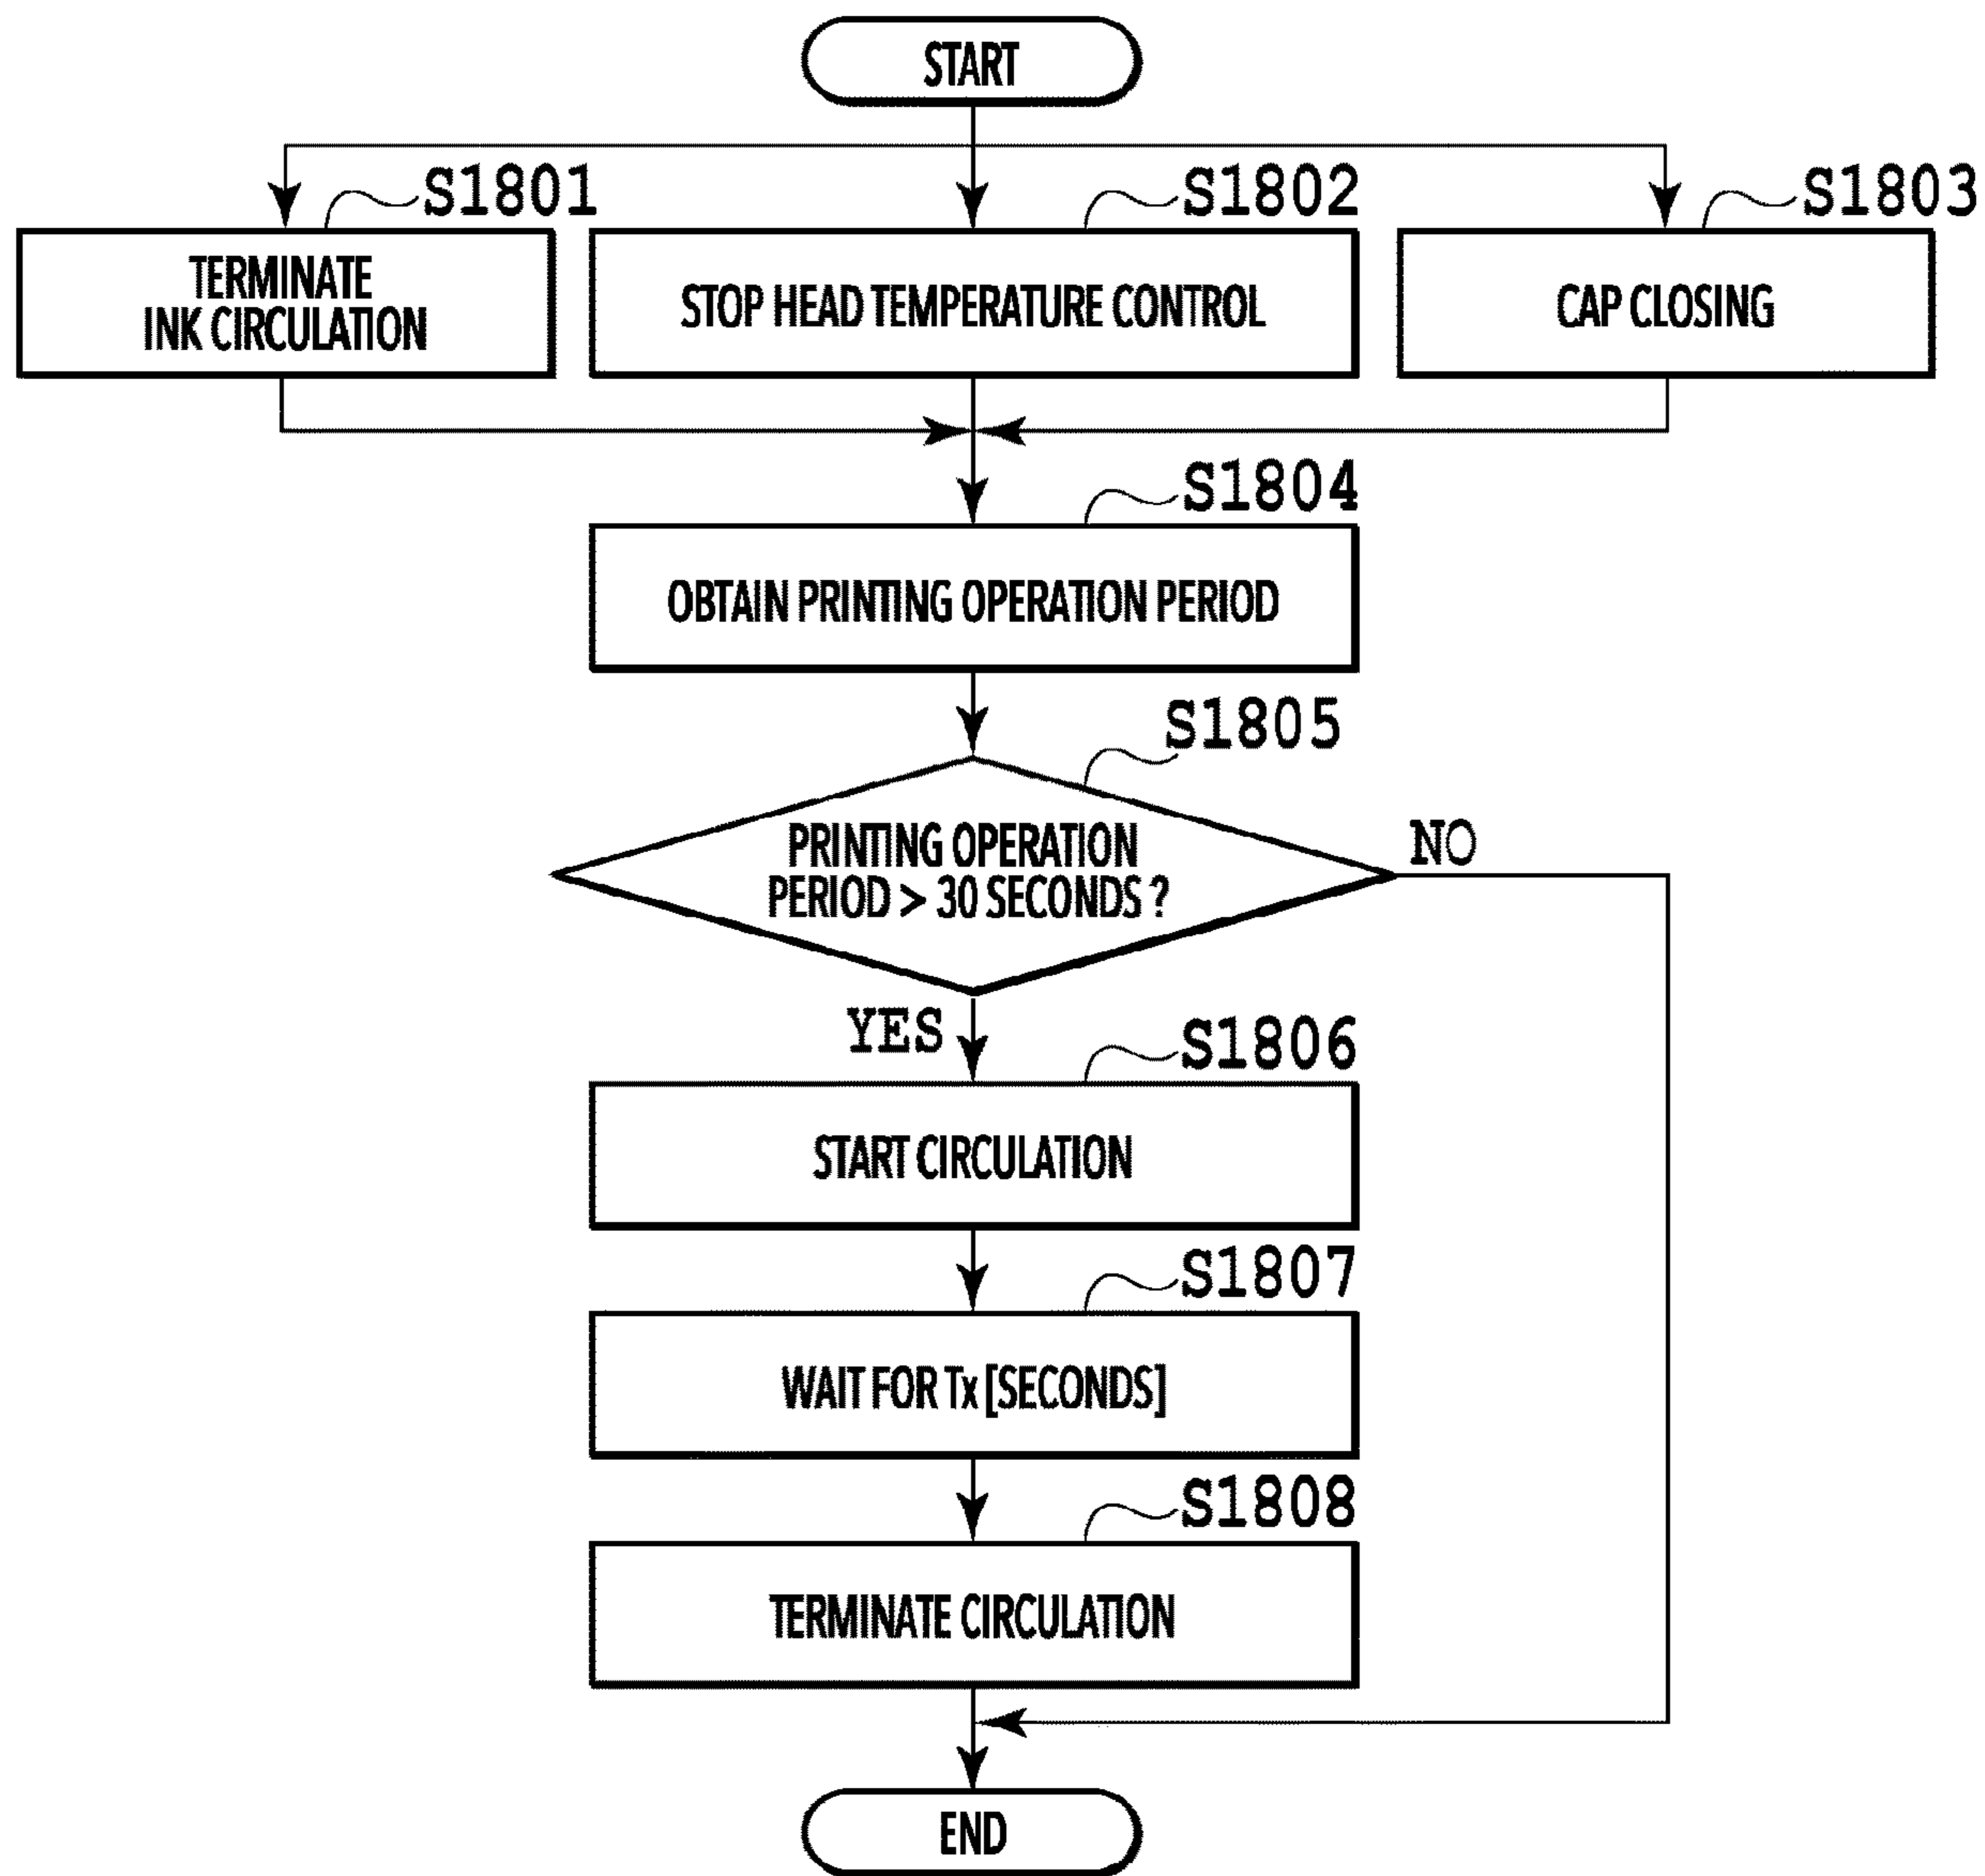 START
S1801
S1802
S1803
TERMINATE
INK CIRCULATION
STOP HEAD TEMPERATURE CONTROL
CAP CLOSING
S1804
OBTAIN PRINTING OPERATION PERIOD
S1805
PRINTING OPERATION
PERIOD > 30 SECONDS ?
NO
YES
S1806
START CIRCULATION
S1807
WAIT FOR Tx [SECONDS]
S1808
TERMINATE CIRCULATION
END